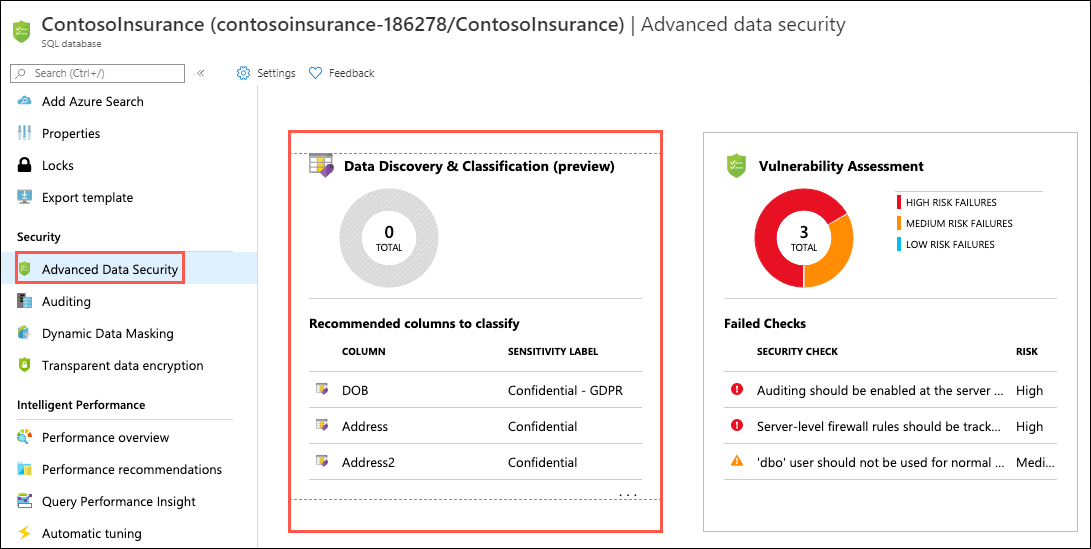 ContosoInsurance (contosoinsurance-186278/ContosoInsurance) | Advanced data security
SQL database
Search (Ctrl+/)
«
Settings
Feedback
Add Azure Search
Properties
Locks
Export template
Security
Advanced Data Security
Auditing
Dynamic Data Masking
Transparent data encryption
Intelligent Performance
Performance overview
Performance recommendations
Query Performance Insight
Automatic tuning
Data Discovery & Classification (preview)
0
TOTAL
Recommended columns to classify
COLUMN SENSITIVITY LABEL
DOB Confidential - GDPR
Address Confidential
Address2 Confidential
...
Vulnerability Assessment
3
TOTAL
HIGH RISK FAILURES
MEDIUM RISK FAILURES
LOW RISK FAILURES
Failed Checks
SECURITY CHECK RISK
Auditing should be enabled at the server ... High
Server-level firewall rules should be track... High
'dbo' user should not be used for normal ... Medi...